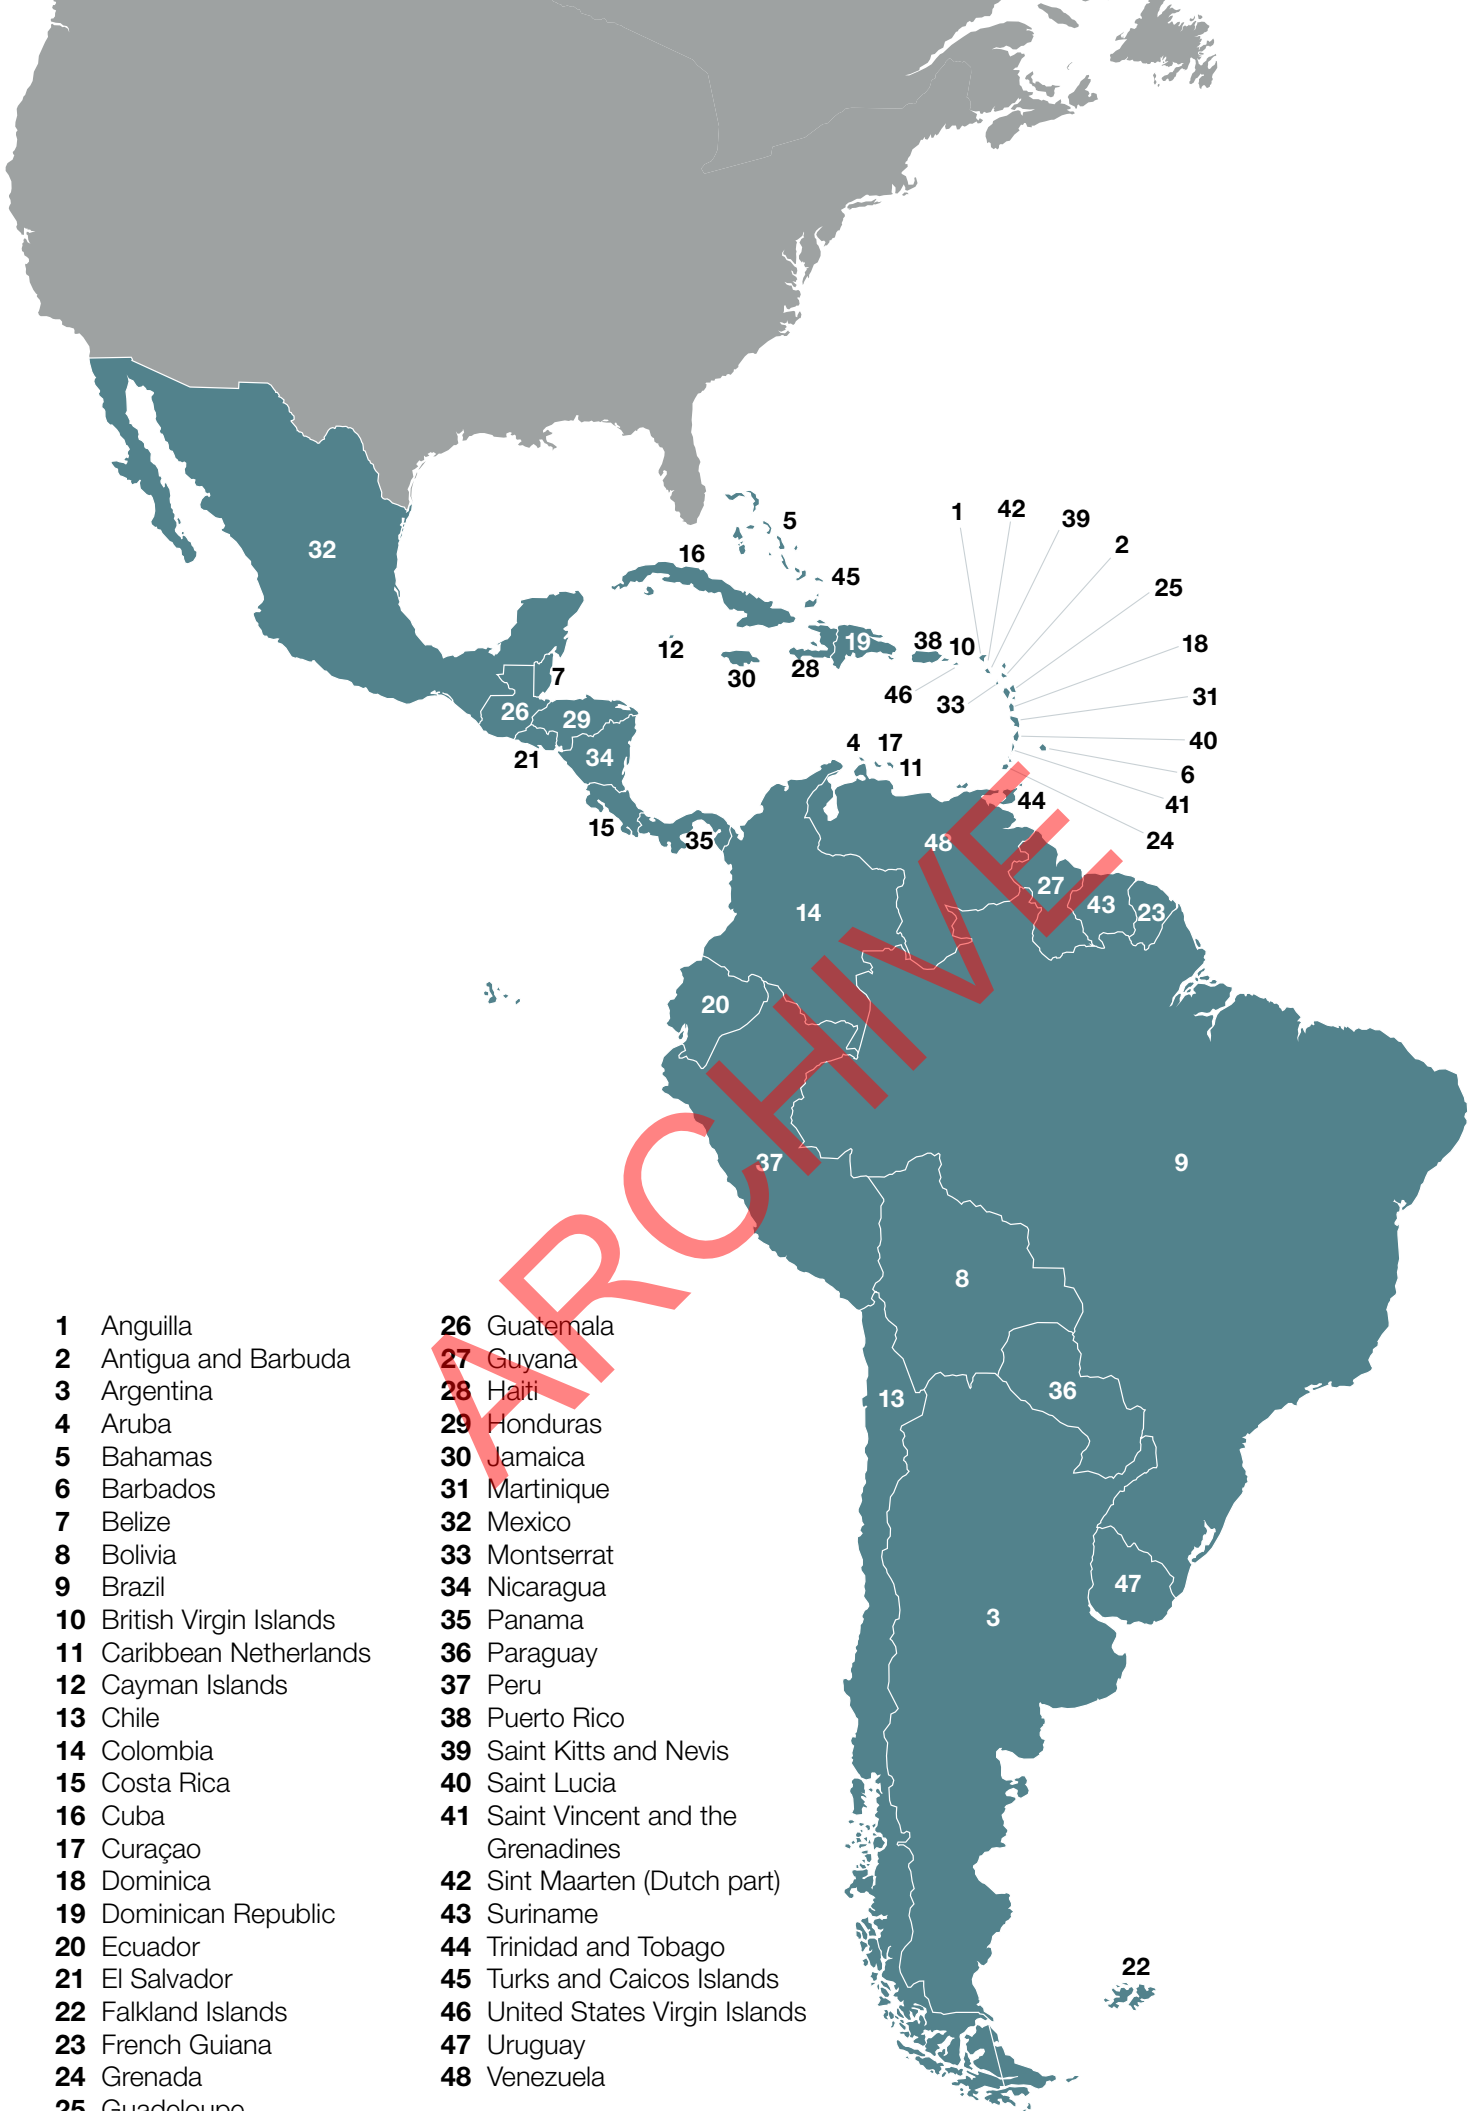 1
42
39
5
2
16
45
25
32
19
38
10
18
12
28
7
30
46
31
33
26
29
4
17
40
21
34
11
6
44
41
15
35
48
24
27
14
43
23
20
37
9
8
36
13
47
3
22
1 Anguilla
2 Antigua and Barbuda
3 Argentina
4 Aruba
5 Bahamas
6 Barbados
7 Belize
8 Bolivia
9 Brazil
10 British Virgin Islands
11 Caribbean Netherlands
12 Cayman Islands
13 Chile
14 Colombia
15 Costa Rica
16 Cuba
17 Curaçao
18 Dominica
19 Dominican Republic
20 Ecuador
21 El Salvador
22 Falkland Islands
23 French Guiana
24 Grenada
25 Guadeloupe
26 Guatemala
27 Guyana
28 Haiti
29 Honduras
30 Jamaica
31 Martinique
32 Mexico
33 Montserrat
34 Nicaragua
35 Panama
36 Paraguay
37 Peru
38 Puerto Rico
39 Saint Kitts and Nevis
40 Saint Lucia
41 Saint Vincent and the
Grenadines
42 Sint Maarten (Dutch part)
43 Suriname
44 Trinidad and Tobago
45 Turks and Caicos Islands
46 United States Virgin Islands
47 Uruguay
48 Venezuela
ARCHIVE